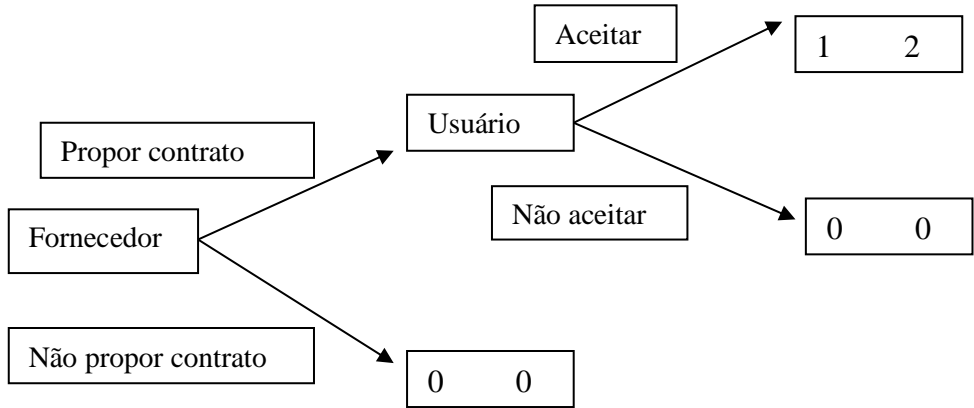 Aceitar
1 2
Usuário
Propor contrato
Não aceitar
Fornecedor
0 0
Não propor contrato
0 0